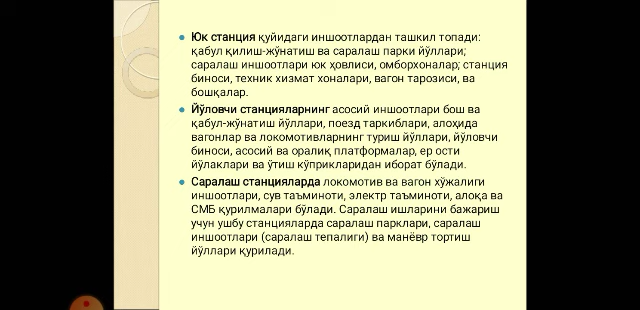 Юк станция қуйидаги иншоотлардан ташкил топади:
қабул қилиш-жўнатиш ва саралаш парки йўллари;
саралаш иншоотлари юк ҳовлиси, омборхоналар; станция
биноси, техник хизмат хоналари, вагон тарозиси, ва
бошқалар.
Йўловчи станцияларнинг асосий иншоотлари бош ва
қабул-жўнатиш йўллари, поезд таркиблари, алоҳида
вагонлар ва локомотивларнинг туриш йўллари, йўловчи
биноси, асосий ва оралиқ платформалар, ер ости
йўлаклари ва ўтиш кўприкларидан иборат бўлади.
Саралаш станцияларда локомотив ва вагон хўжалиги
иншоотлари, сув таъминоти, электр таъминоти, алоқа ва
СМБ қурилмалари бўлади. Саралаш ишларини бажариш
учун ушбу станцияларда саралаш парклари, саралаш
иншоотлари (саралаш тепалиги) ва манёвр тортиш
йўллари қурилади.